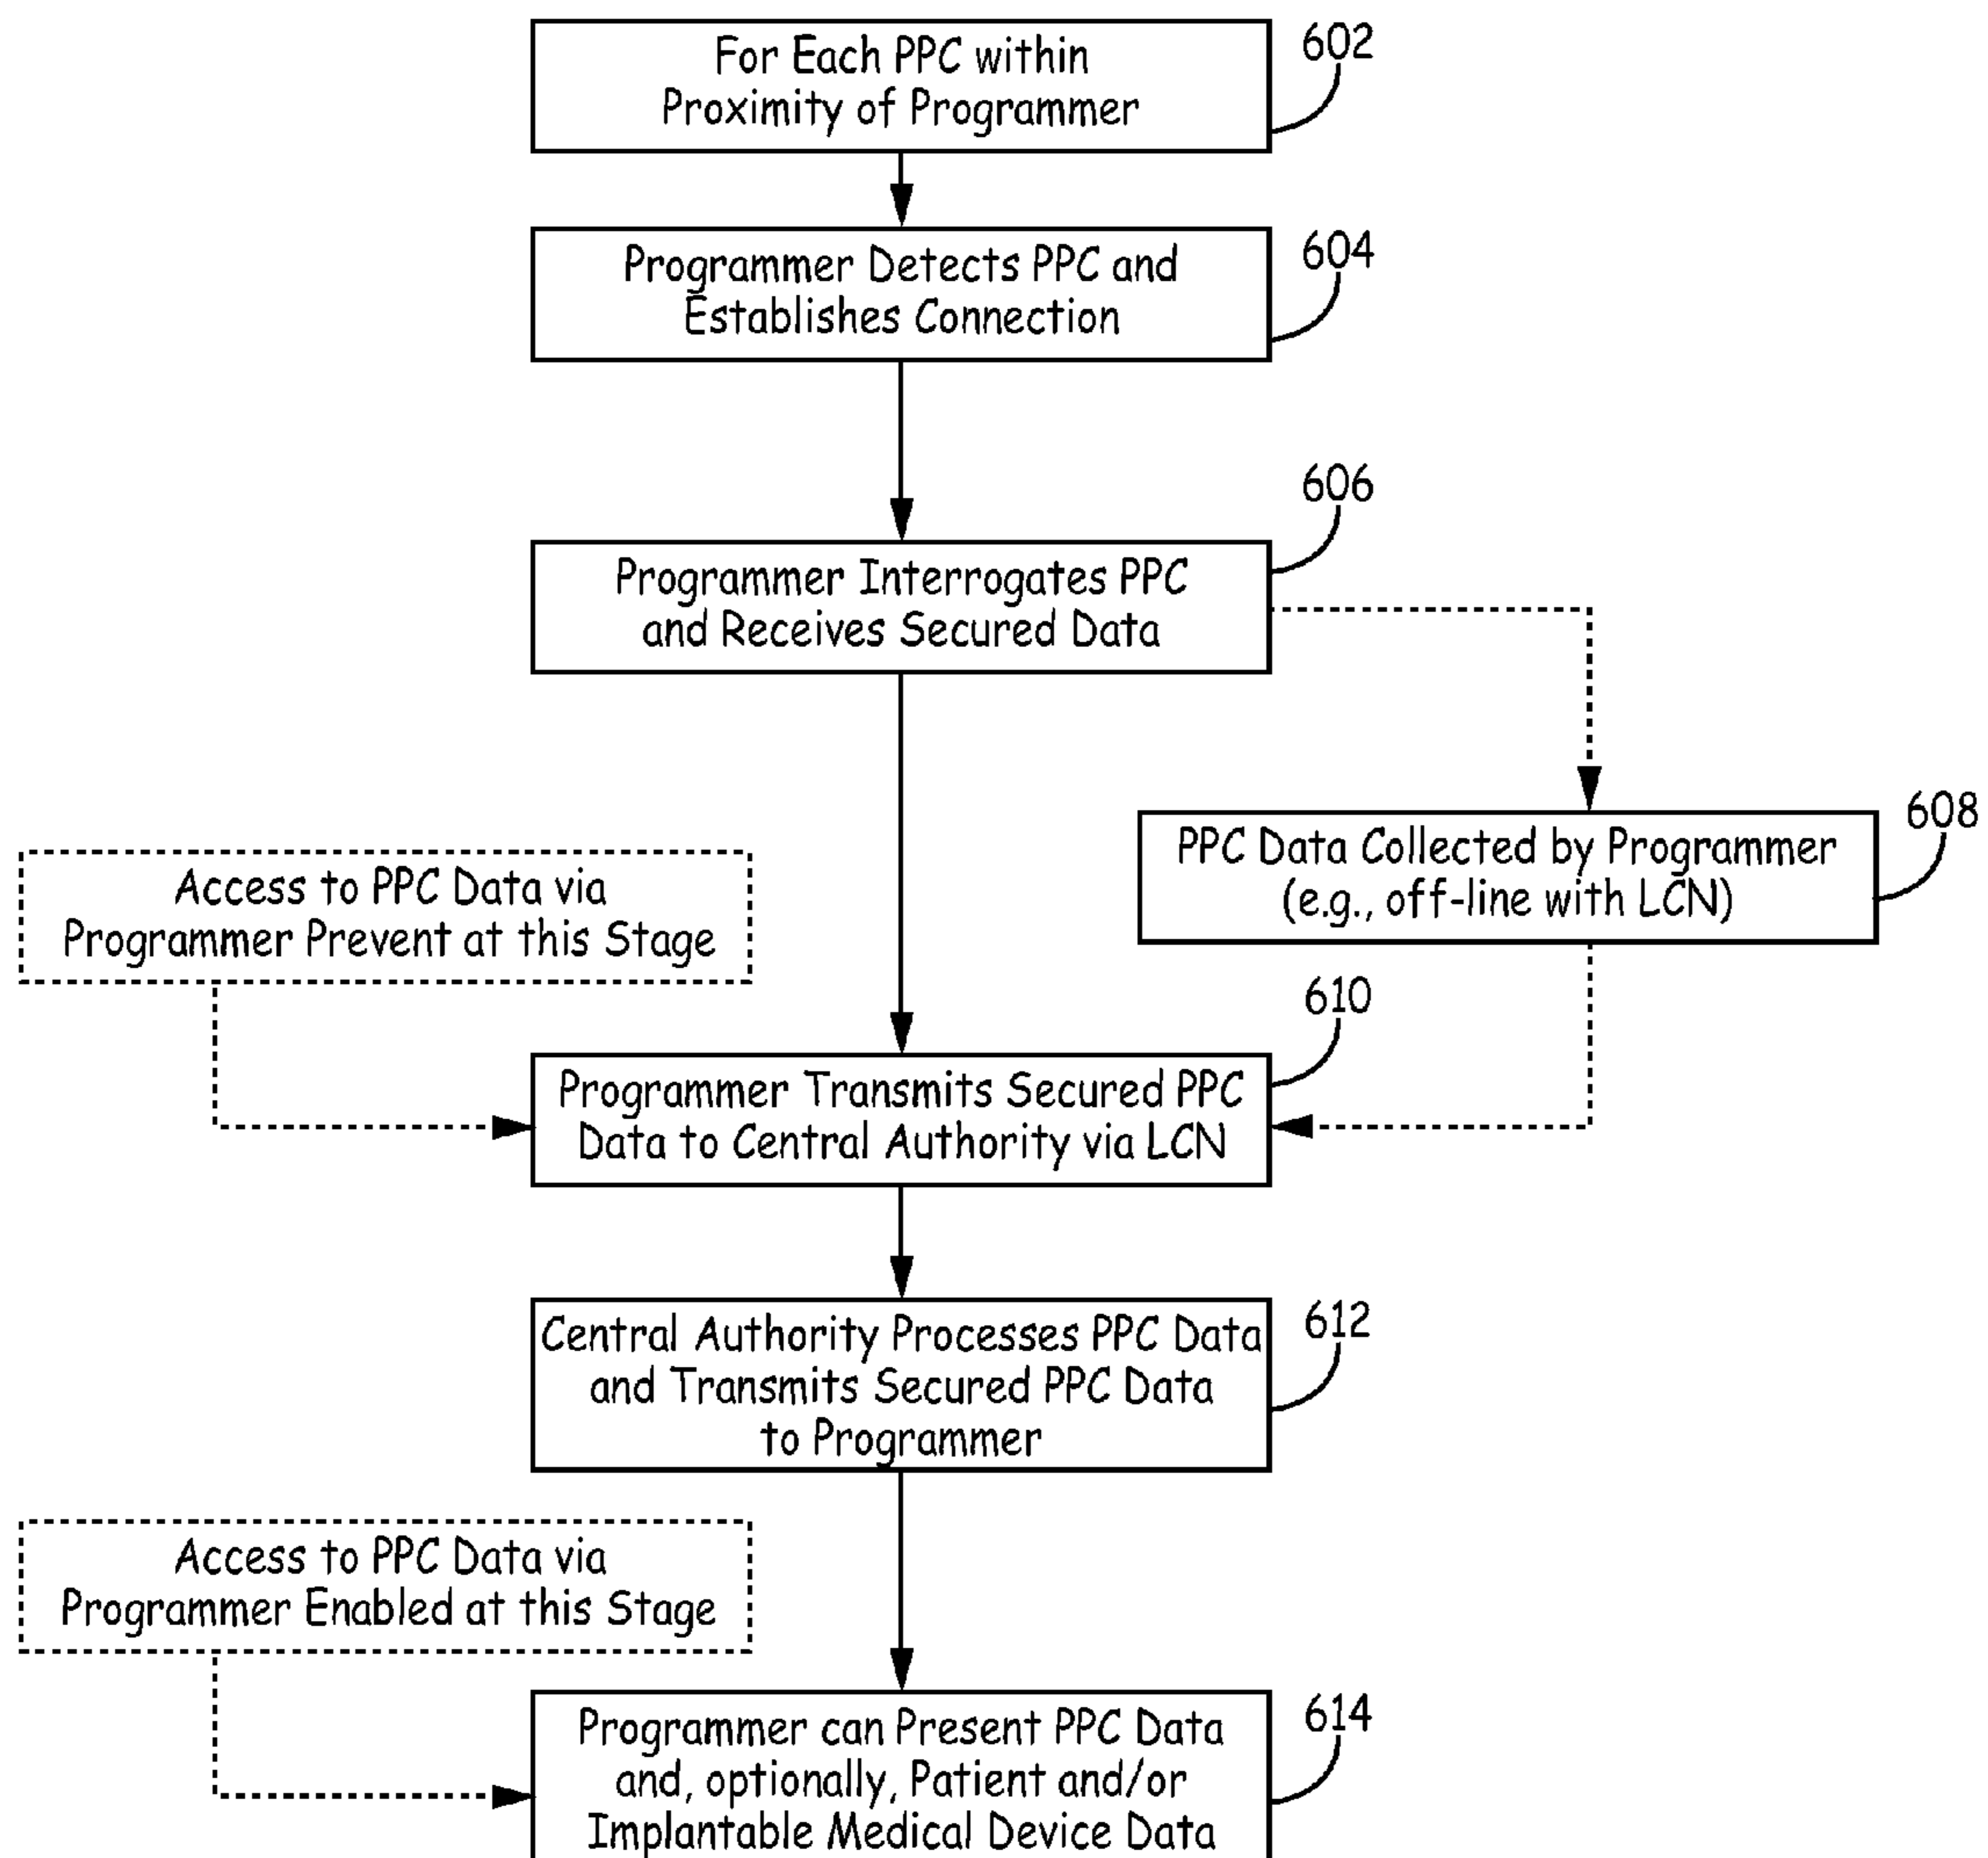 For Each PPC within
Proximity of Programmer
602
Programmer Detects PPC and
Establishes Connection
604
Programmer Interrogates PPC
and Receives Secured Data
606
PPC Data Collected by Programmer
(e.g., off-line with LCN)
608
Access to PPC Data via
Programmer Prevent at this Stage
Programmer Transmits Secured PPC
Data to Central Authority via LCN
610
Central Authority Processes PPC Data
and Transmits Secured PPC Data
to Programmer
612
Access to PPC Data via
Programmer Enabled at this Stage
Programmer can Present PPC Data
and, optionally, Patient and/or
Implantable Medical Device Data
614